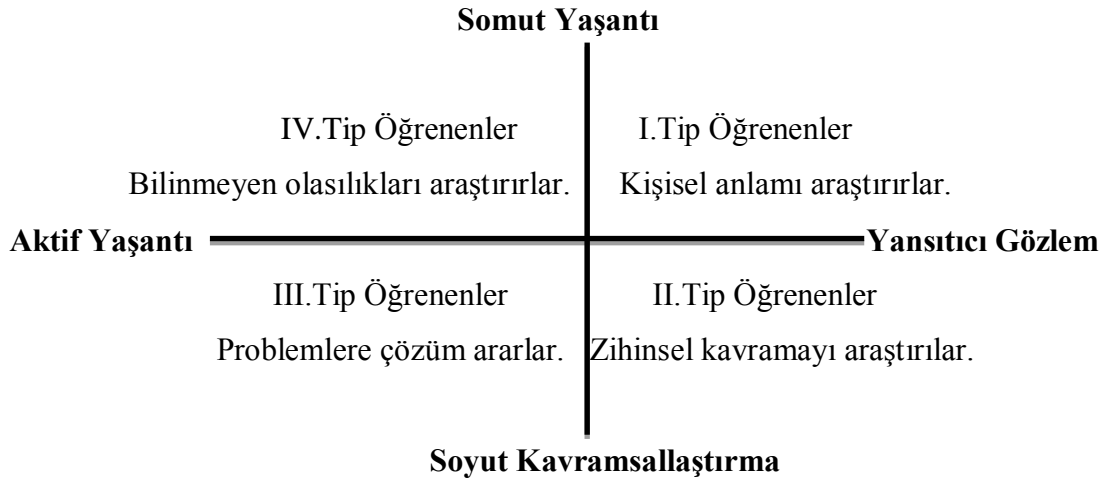 Somut Yaşantı
IV.Tip Öğrenenler
Bilinmeyen olasılıkları araştırırlar.
I.Tip Öğrenenler
Kişisel anlamı araştırırlar.
Aktif Yaşantı
Yansıtıcı Gözlem
III.Tip Öğrenenler
Problemlere çözüm ararlar.
II.Tip Öğrenenler
Zihinsel kavramayı araştırılar.
Soyut Kavramsallaştırma